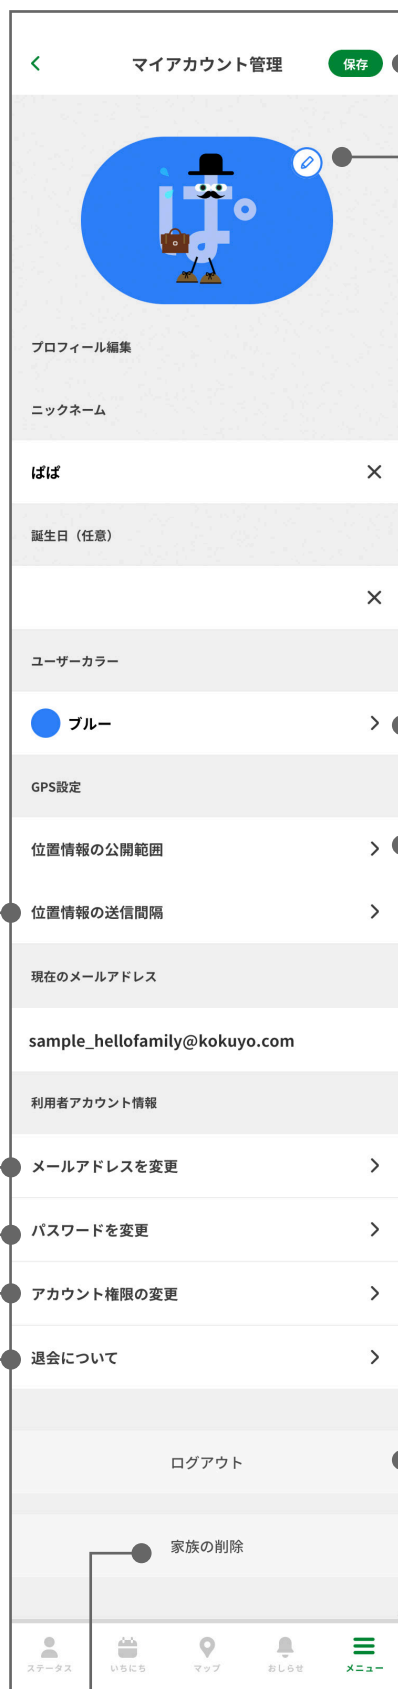 マイアカウント管理
保存
ぱ
プロフィール編集
ニックネーム
ぱぱ
誕生日（任意）
ユーザーカラー
ブルー
GPS設定
位置情報の公開範囲
位置情報の送信間隔
現在のメールアドレス
sample_hellofamily@kokuyo.com
利用者アカウント情報
メールアドレスを変更
パスワードを変更
アカウント権限の変更
退会について
ログアウト
家族の削除
ステータス
いちにち
マップ
おしらせ
メニュー